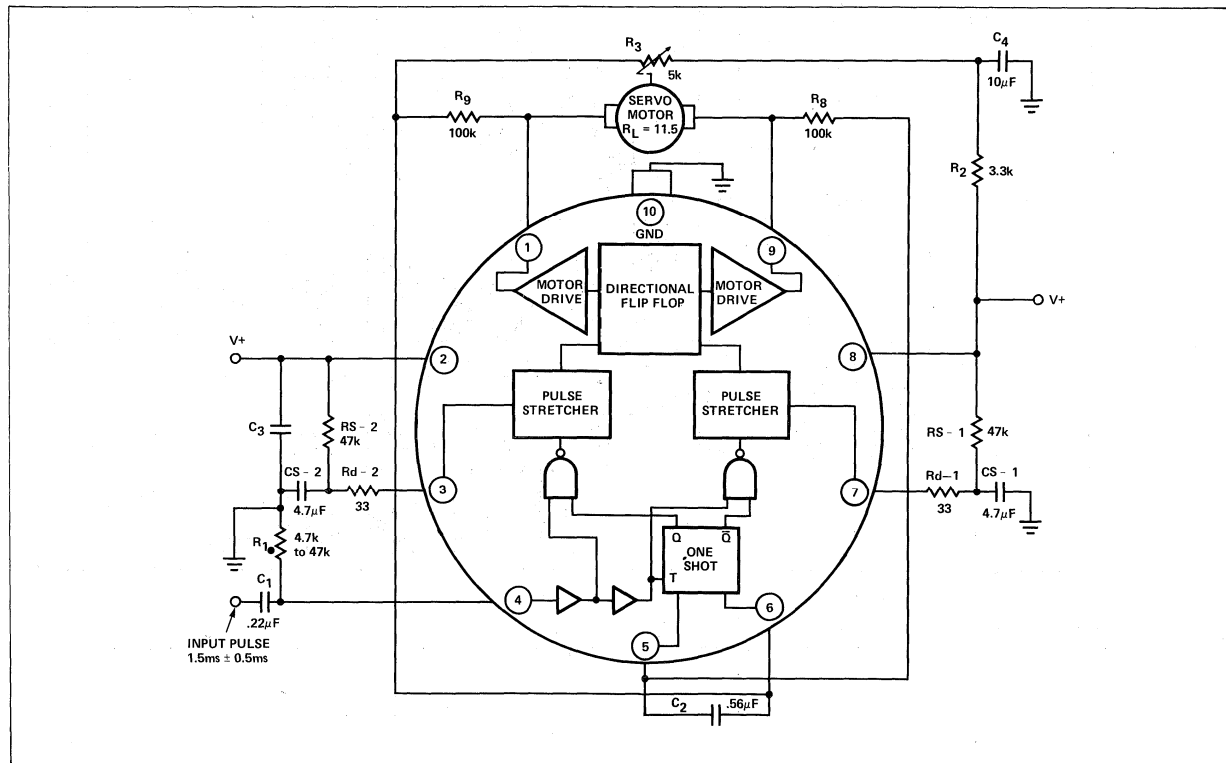 R3
5k
C4
10µF
R9
100k
SERVO
MOTOR
RL = 11.5
R8
100k
R2
3.3k
10
GND
1
9
MOTOR
DRIVE
DIRECTIONAL
FLIP FLOP
MOTOR
DRIVE
V+
V+
2
8
PULSE
STRETCHER
PULSE
STRETCHER
C3
RS - 2
47k
RS - 1
47k
CS - 2
4.7µF
Rd - 2
33
3
7
Rd-1
33
CS - 1
4.7µF
R1
4.7k
to 47k
Q
Q̅
ONE
SHOT
T
C1
.22µF
4
6
5
INPUT PULSE
1.5ms ± 0.5ms
C2
.56µF